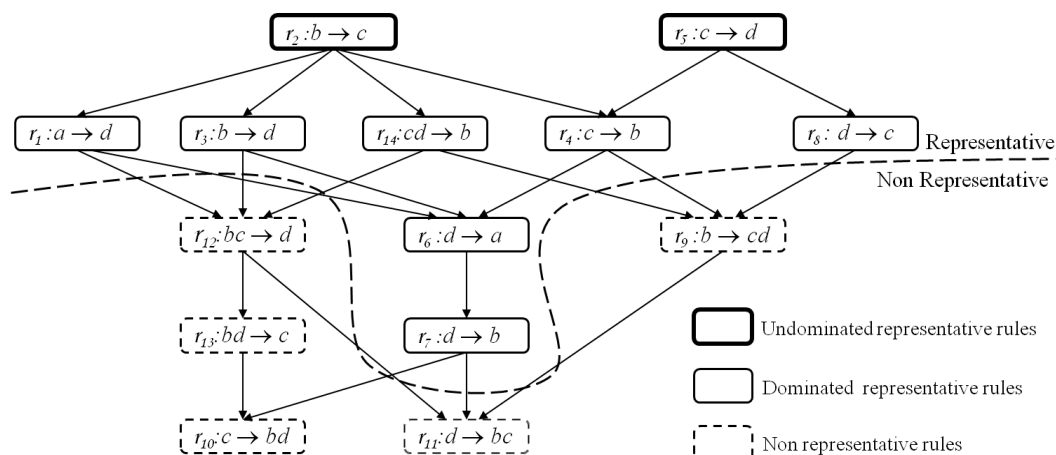 r2 : b → c
r5 : c → d
r1 : a → d
r3 : b → d
r14 : cd → b
r4 : c → b
r8 : d → c
Representative
Non Representative
r12 : bc → d
r6 : d → a
r9 : b → cd
r13 : bd → c
r7 : d → b
Undominated representative rules
Dominated representative rules
r10 : c → bd
r11 : d → bc
Non representative rules